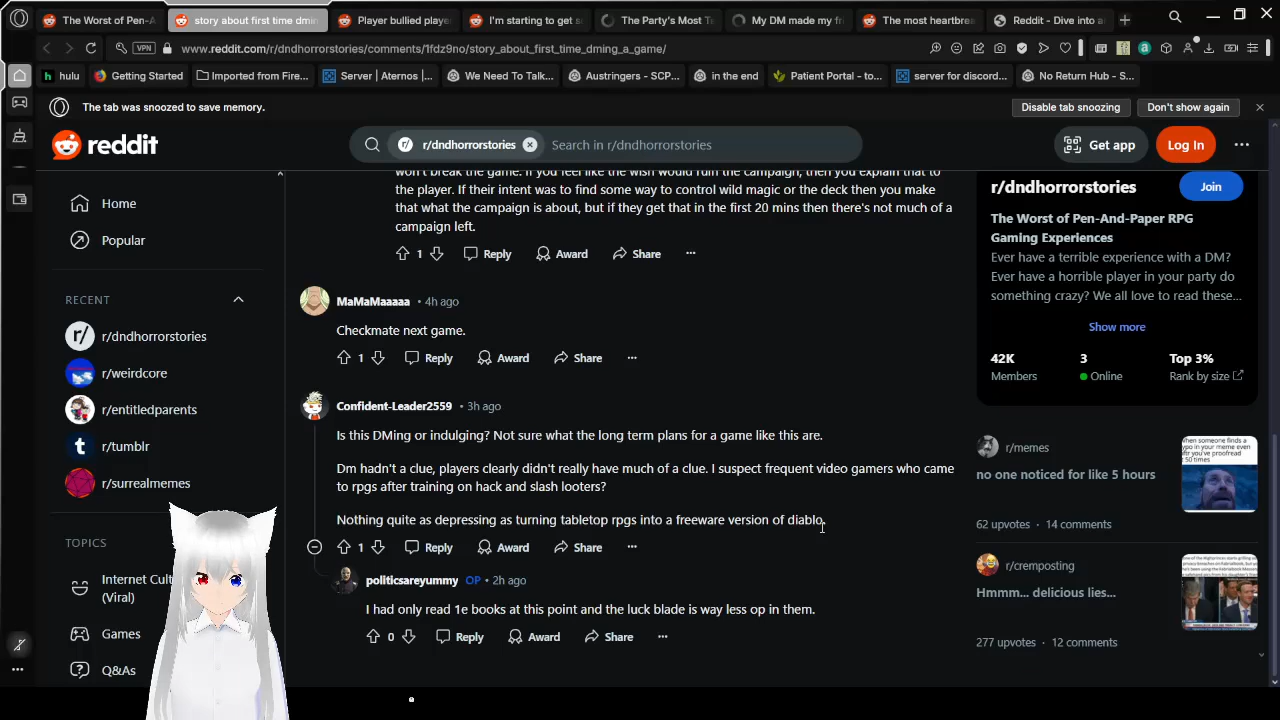 The Worst of Pen-A
story about first time dmin
Player bullied player
I'm starting to get sa
The Party's Most Te
My DM made my fr
The most heartbrea
Reddit - Dive into an
VPN
www.reddit.com/r/dndhorrorstories/comments/1fdz9no/story_about_first_time_dming_a_game/
hulu
Getting Started
Imported from Fire...
Server | Aternos |...
We Need To Talk...
Austringers - SCP...
in the end
Patient Portal - to...
server for discord...
No Return Hub - S...
The tab was snoozed to save memory.
Disable tab snoozing
Don't show again
reddit
r/dndhorrorstories
Search in r/dndhorrorstories
Get app
Log In
Home
Popular
RECENT
r/dndhorrorstories
r/weirdcore
r/entitledparents
r/tumblr
r/surrealmemes
TOPICS
Internet Cult
(Viral)
Games
Q&As
won't break the game. If you feel like the wish would ruin the campaign, then you explain that to
the player. If their intent was to find some way to control wild magic or the deck then you make
that what the campaign is about, but if they get that in the first 20 mins then there's not much of a
campaign left.
1 Reply Award Share
MaMaMaaaaa • 4h ago
Checkmate next game.
1 Reply Award Share
Confident-Leader2559 • 3h ago
Is this DMing or indulging? Not sure what the long term plans for a game like this are.
Dm hadn't a clue, players clearly didn't really have much of a clue. I suspect frequent video gamers who came
to rpgs after training on hack and slash looters?
Nothing quite as depressing as turning tabletop rpgs into a freeware version of diablo.
1 Reply Award Share
politicsareyummy OP • 2h ago
I had only read 1e books at this point and the luck blade is way less op in them.
0 Reply Award Share
r/dndhorrorstories
Join
The Worst of Pen-And-Paper RPG
Gaming Experiences
Ever have a terrible experience with a DM?
Ever have a horrible player in your party do
something crazy? We all love to read these...
Show more
42K
Members
3
Online
Top 3%
Rank by size
r/memes
no one noticed for like 5 hours
62 upvotes • 14 comments
r/cremposting
Hmmm... delicious lies...
277 upvotes • 12 comments